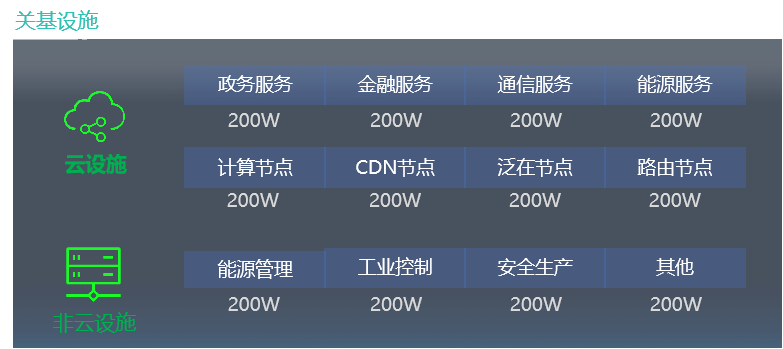 关基设施
政务服务 金融服务 通信服务 能源服务
200W 200W 200W 200W
云设施
计算节点 CDN节点 泛在节点 路由节点
200W 200W 200W 200W
能源管理 工业控制 安全生产 其他
200W 200W 200W 200W
非云设施